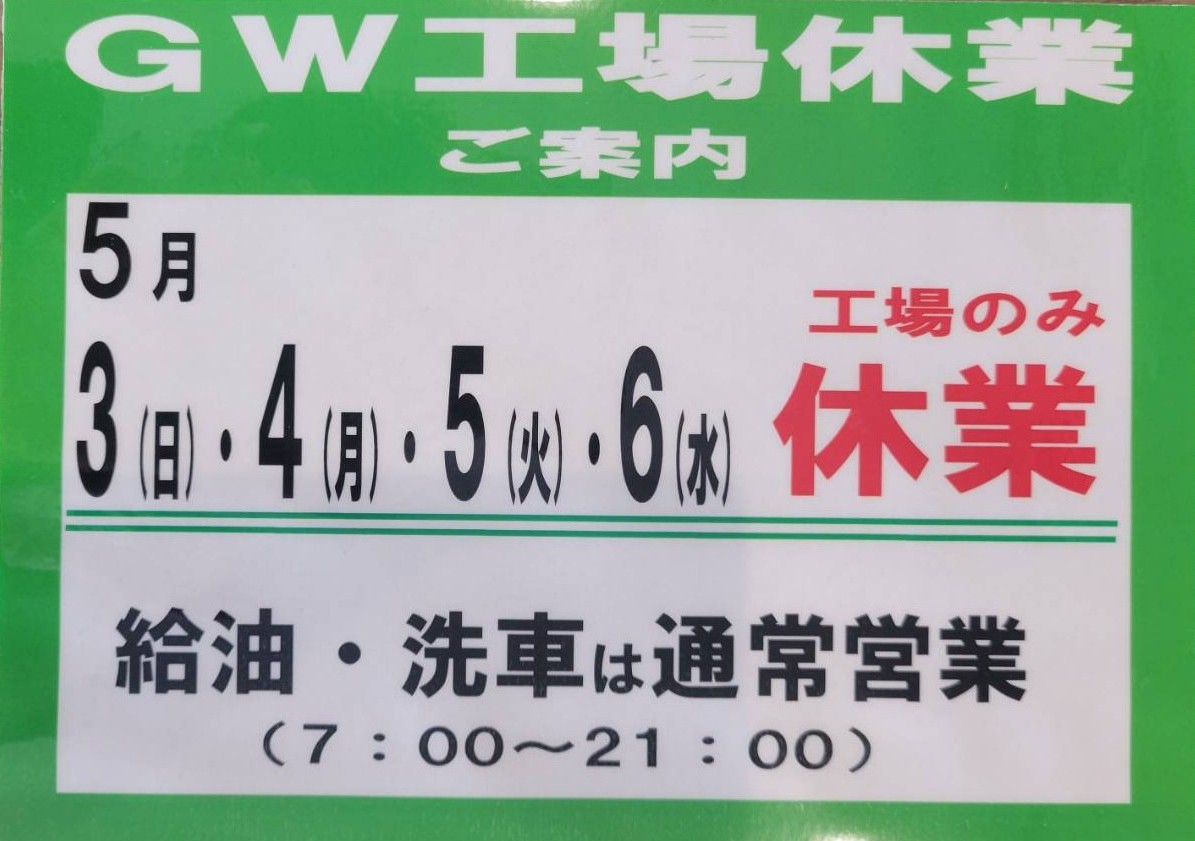 GW工場休業
ご案内
5月
工場のみ
3(日)・4(月)・5(火)・6(水) 休業
給油・洗車は通常営業
(7:00～21:00)